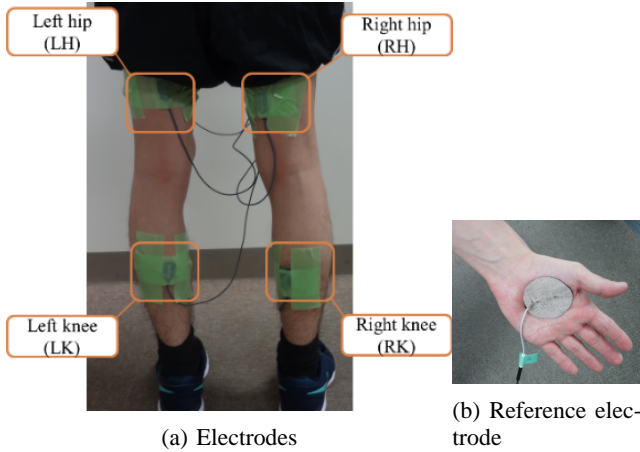 Left hip
(LH)
Right hip
(RH)
Left knee
(LK)
Right knee
(RK)
(a) Electrodes
(b) Reference elec-
trode